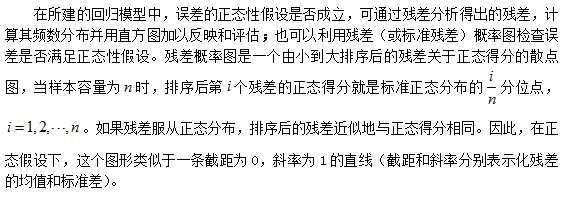 在所建的回归模型中，误差的正态性假设是否成立，可通过残差分析得出的残差，计
算其频数分布并用直方图加以反映和评估；也可以利用残差（或标准残差）概率图检查误
差是否满足正态性假设。残差概率图是一个由小到大排序后的残差关于正态得分的散点
图，当样本容量为n时，排序后第i个残差的正态得分就是标准正态分布的i/n分位点，
i=1,2,⋯,n。如果残差服从正态分布，排序后的残差近似地与正态得分相同。因此，在正
态假设下，这个图形类似于一条截距为0，斜率为1的直线（截距和斜率分别表示化残差
的均值和标准差）。